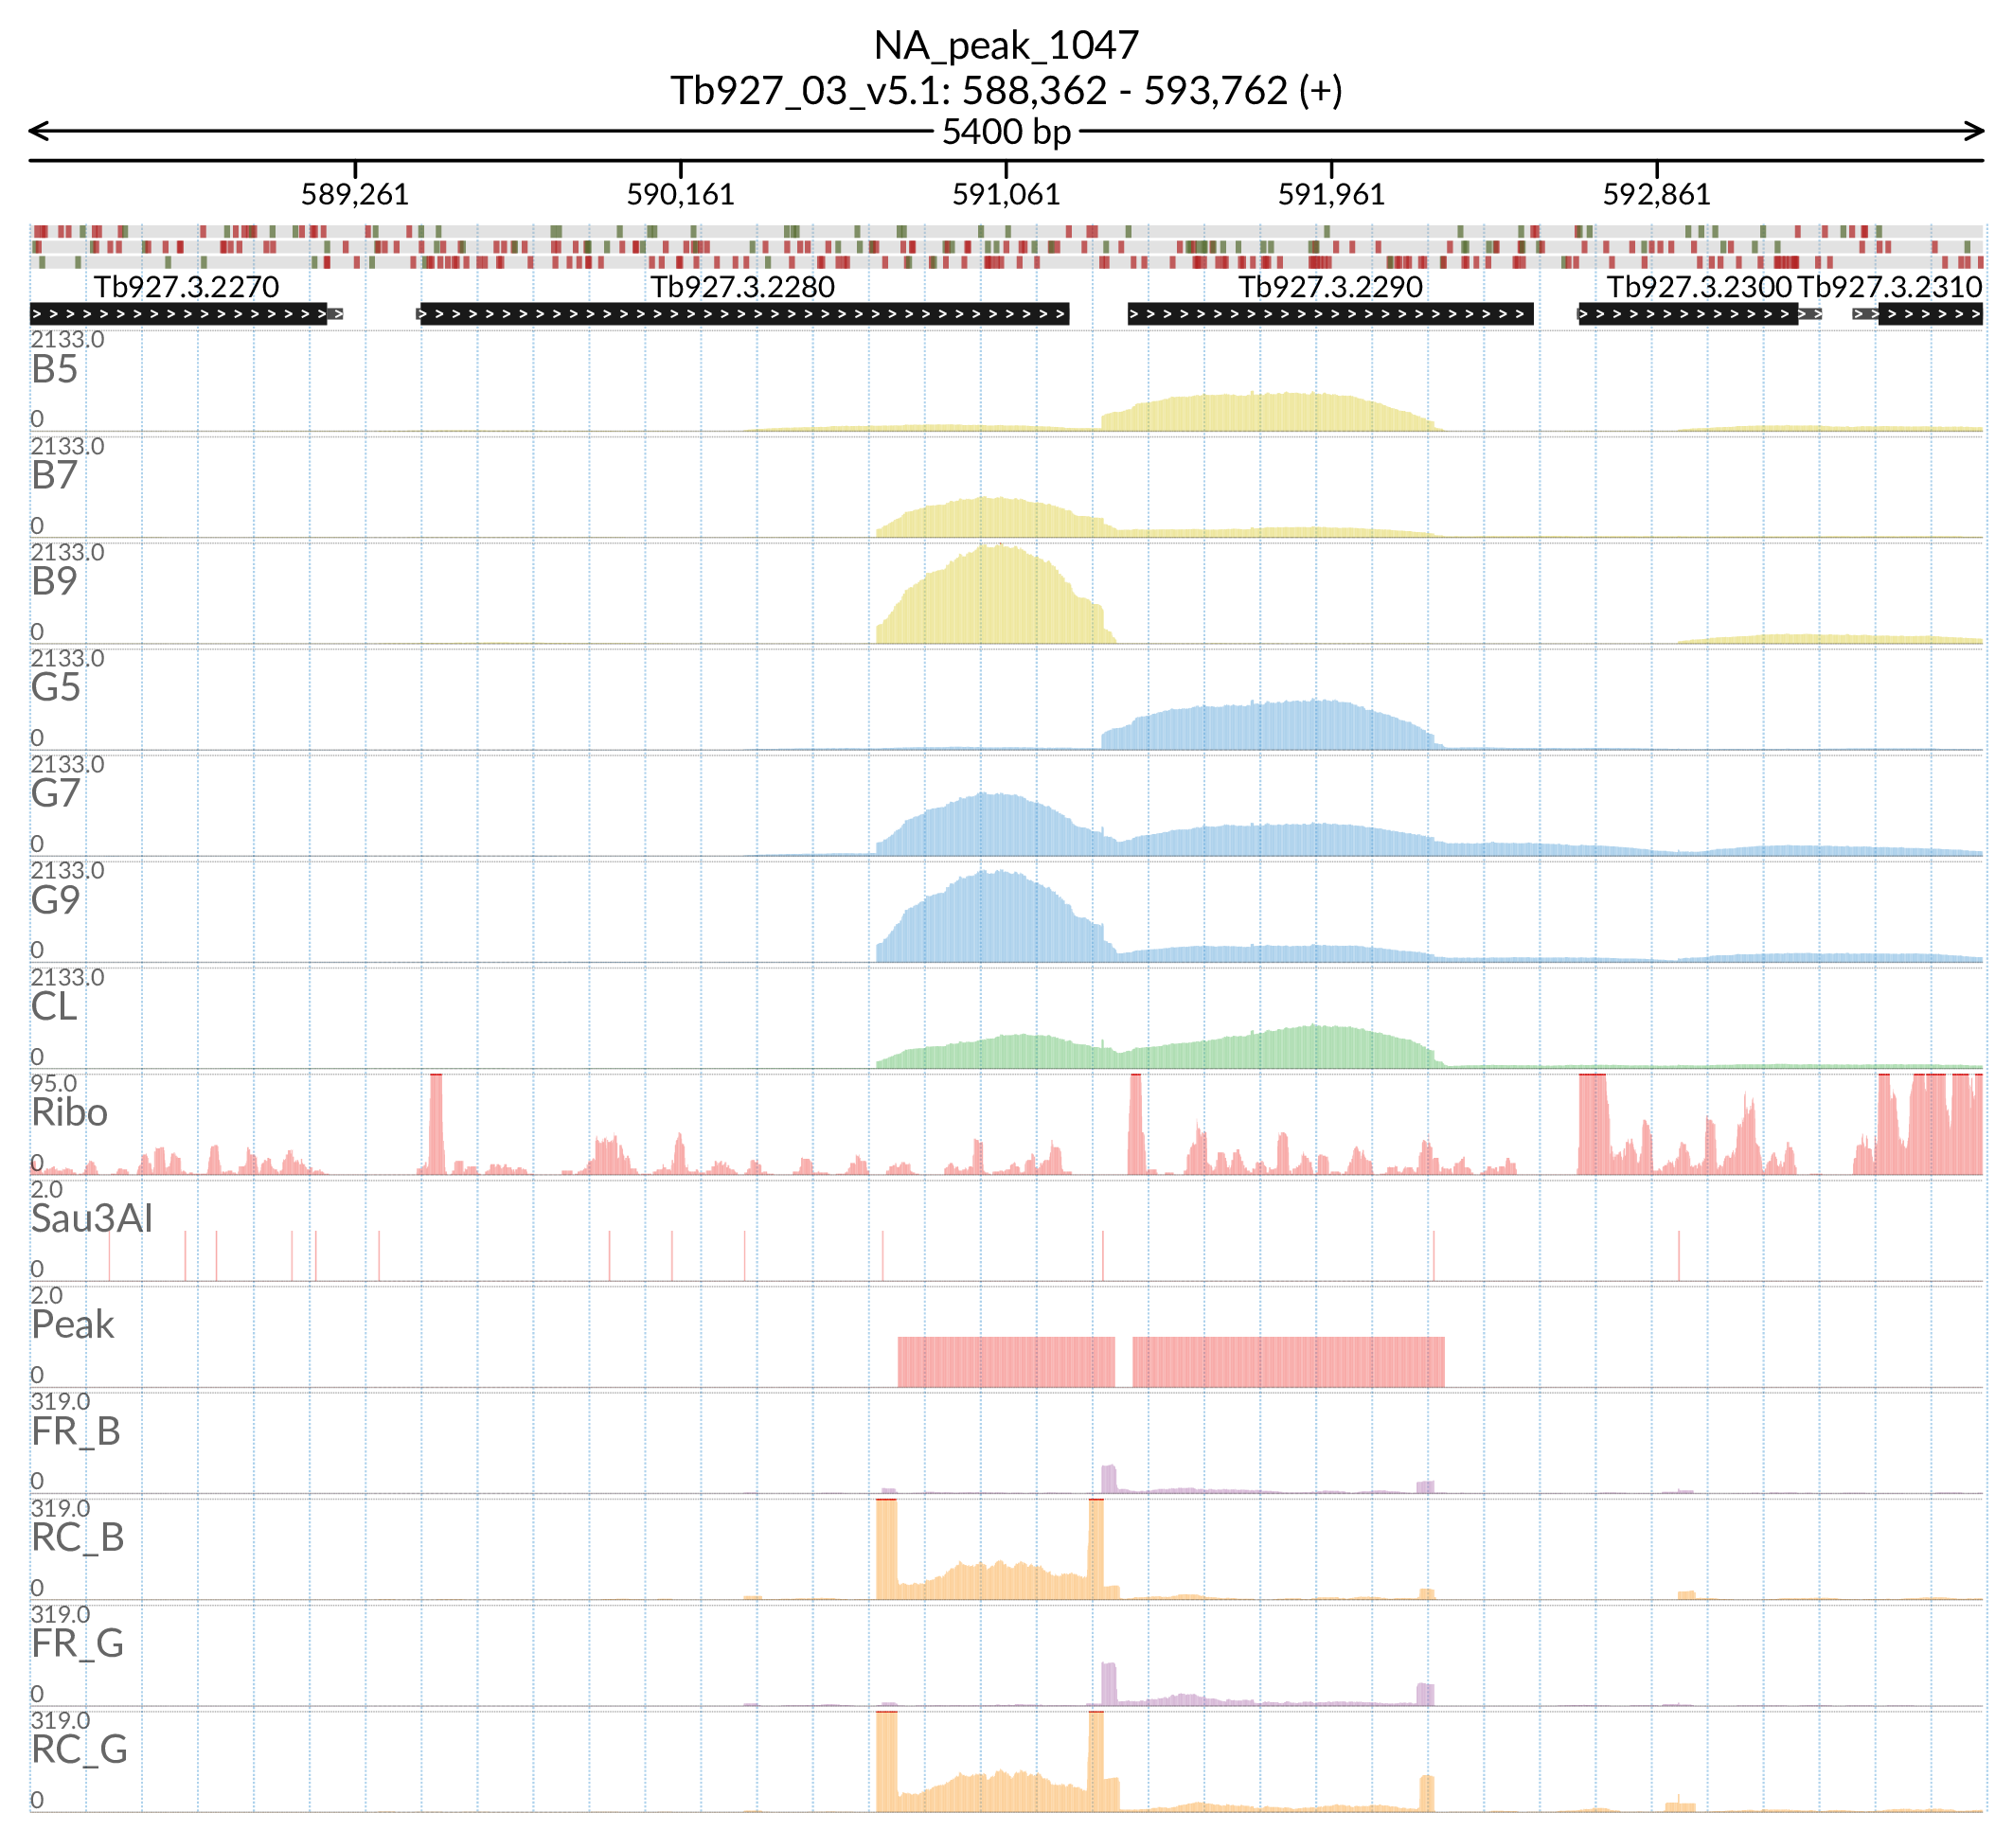 NA_peak_1047
Tb927_03_v5.1: 588,362 - 593,762 (+)
5400 bp
589,261 590,161 591,061 591,961 592,861
Tb927.3.2270 Tb927.3.2280 Tb927.3.2290 Tb927.3.2300 Tb927.3.2310
2133.0
B5
0
2133.0
B7
0
2133.0
B9
0
2133.0
G5
0
2133.0
G7
0
2133.0
G9
0
2133.0
CL
0
95.0
Ribo
0
2.0
Sau3AI
0
2.0
Peak
0
319.0
FR_B
0
319.0
RC_B
0
319.0
FR_G
0
319.0
RC_G
0